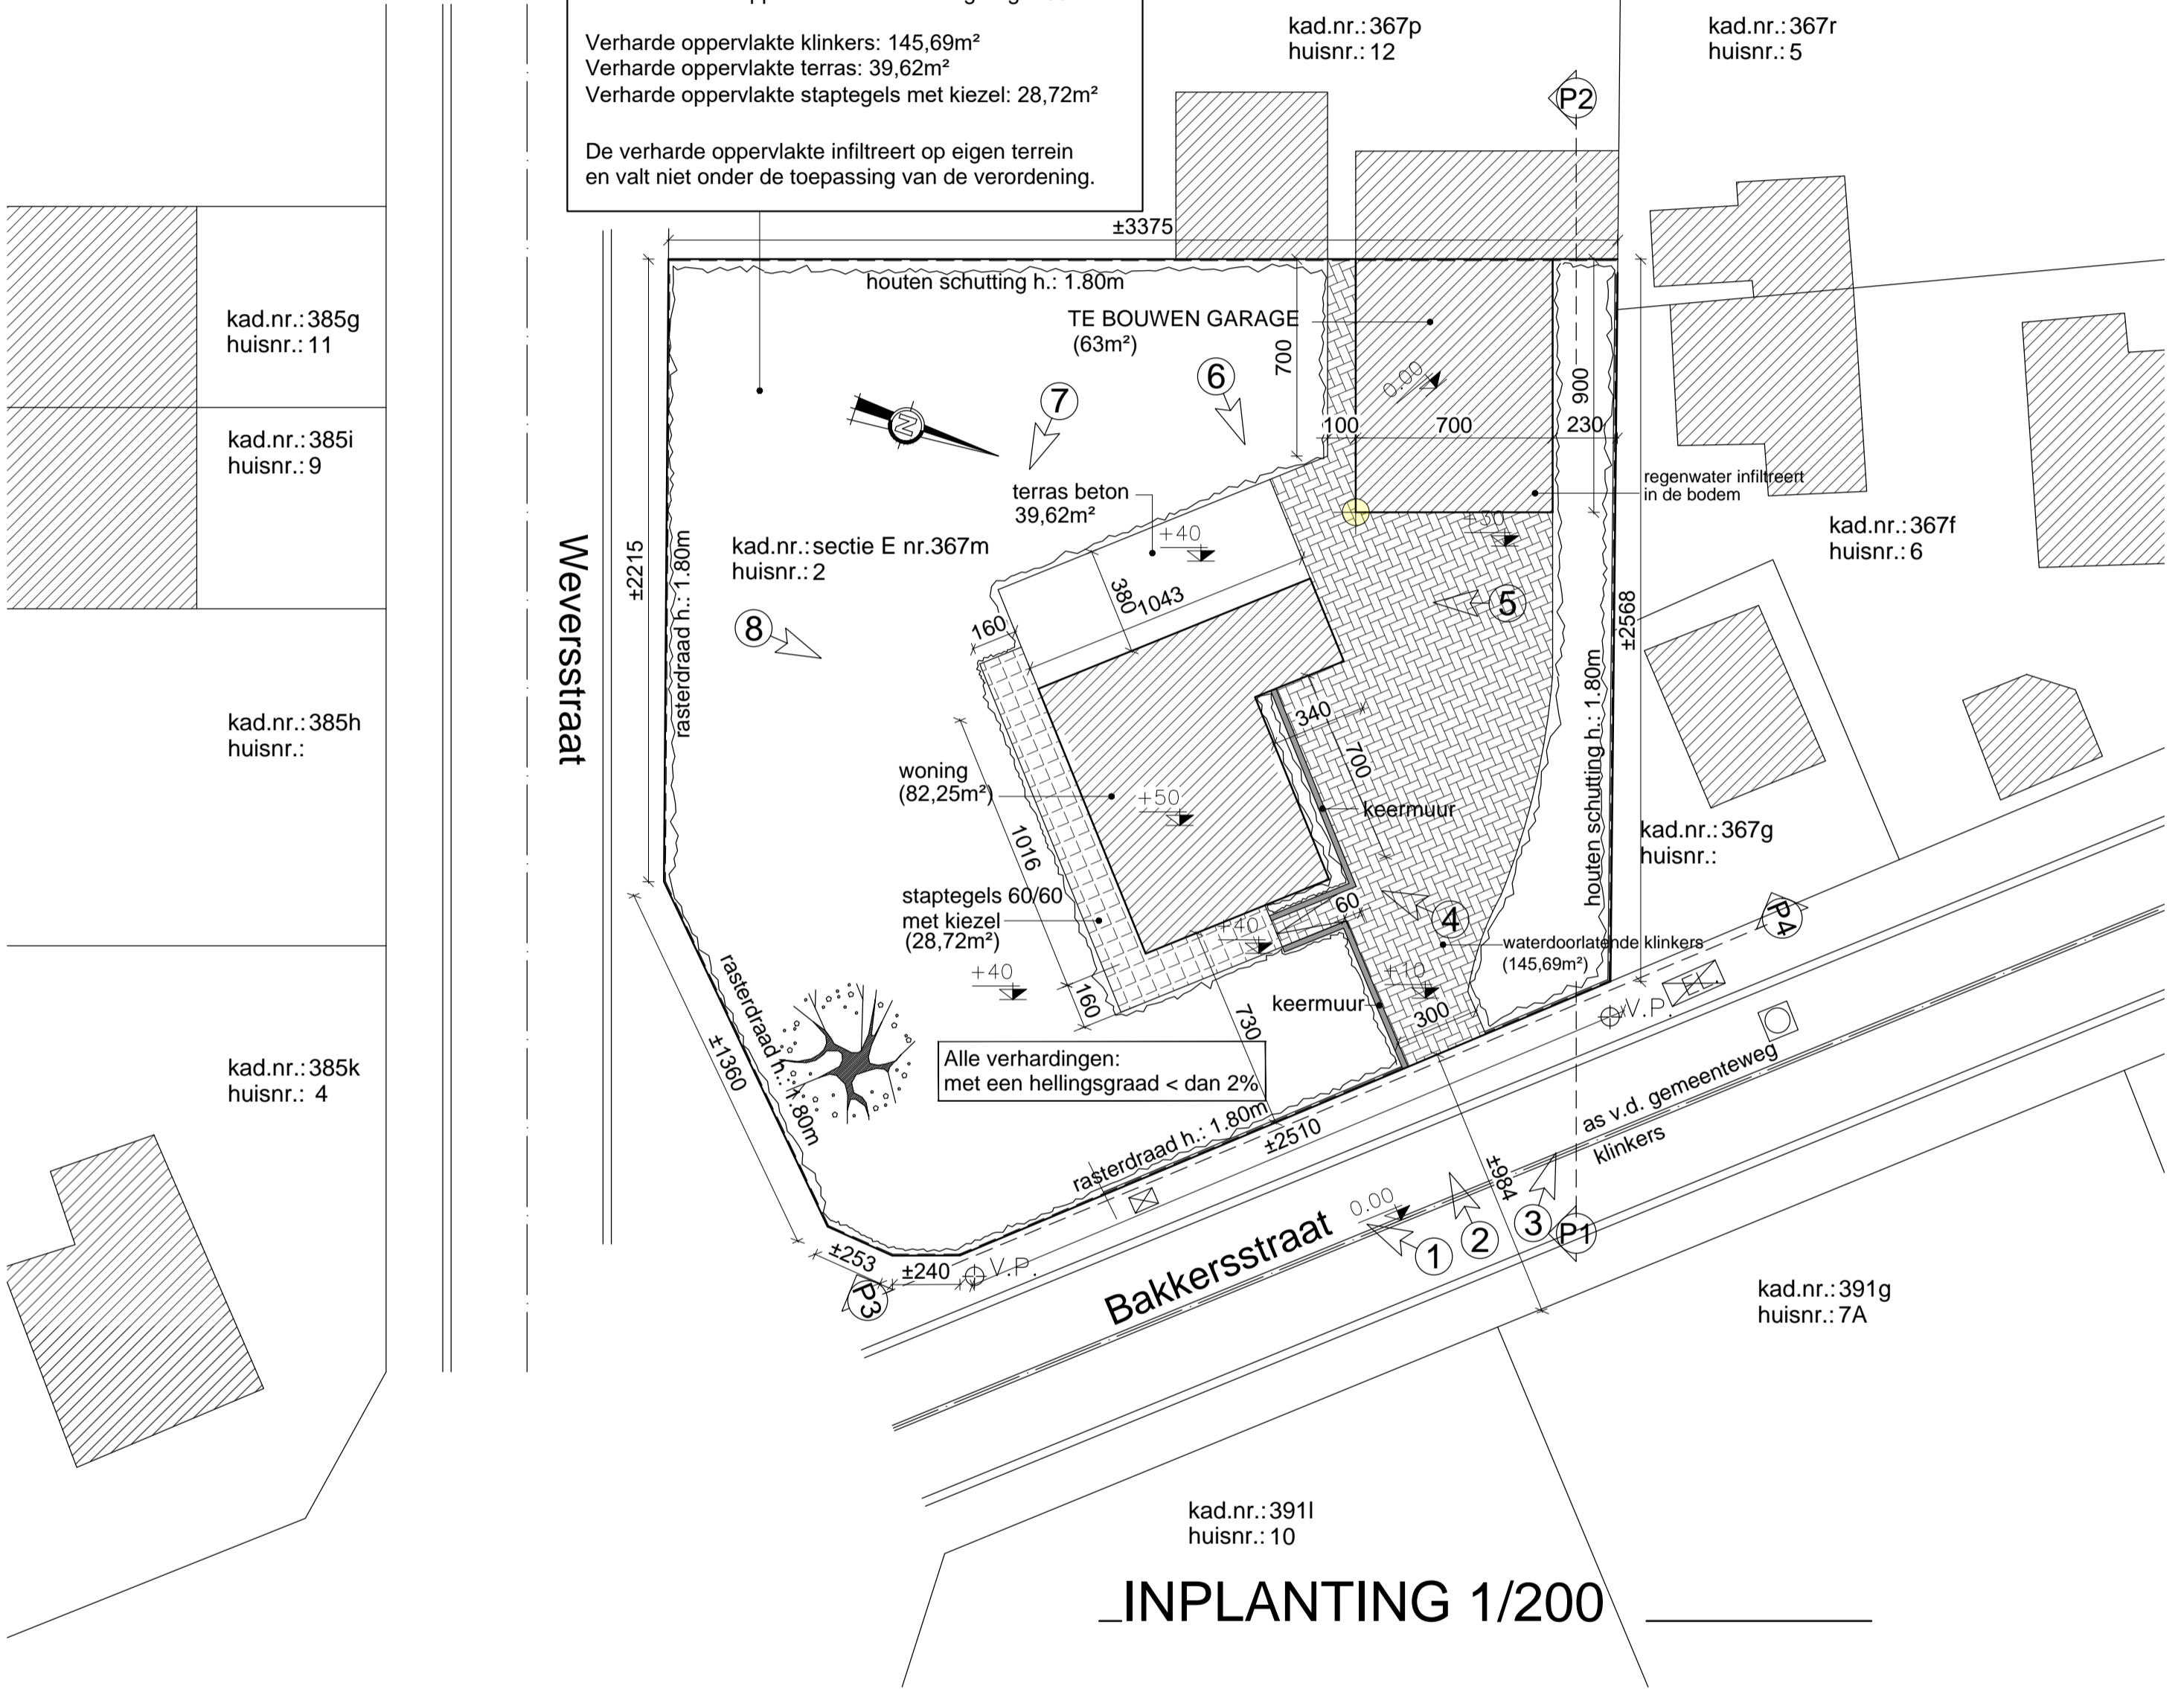 Verharde oppervlakte klinkers: 145,69m²
Verharde oppervlakte terras: 39,62m²
Verharde oppervlakte staptegels met kiezel: 28,72m²
De verharde oppervlakte infiltreert op eigen terrein
en valt niet onder de toepassing van de verordening.
kad.nr.: 367p
huisnr.: 12
kad.nr.: 367r
huisnr.: 5
P2
±3375
houten schutting h.: 1.80m
TE BOUWEN GARAGE
(63m²)
700
0.00
900
100
700
230
kad.nr.: 385g
huisnr.: 11
kad.nr.: 385i
huisnr.: 9
6
7
N
regenwater infiltreert
in de bodem
terras beton
39,62m²
+40
+30
kad.nr.: 367f
huisnr.: 6
kad.nr.: sectie E nr.367m
huisnr.: 2
Weversstraat
±2215
rasterdraad h.: 1.80m
380
1043
160
5
8
±2568
houten schutting h.: 1.80m
kad.nr.: 385h
huisnr.:
340
700
woning
(82,25m²)
+50
keermuur
kad.nr.: 367g
huisnr.:
1016
staptegels 60/60
met kiezel
(28,72m²)
60
4
+40
+40
waterdoorlatende klinkers
(145,69m²)
P4
+10
160
keermuur
300
730
V.P.
EL.
rasterdraad h.: 1.80m
±1360
Alle verhardingen:
met een hellingsgraad < dan 2%
kad.nr.: 385k
huisnr.: 4
rasterdraad h.: 1.80m
±2510
as v.d. gemeenteweg
klinkers
±984
0.00
Bakkersstraat
1
2
3
P1
±253
±240
V.P.
P3
kad.nr.: 391g
huisnr.: 7A
kad.nr.: 391l
huisnr.: 10
INPLANTING 1/200